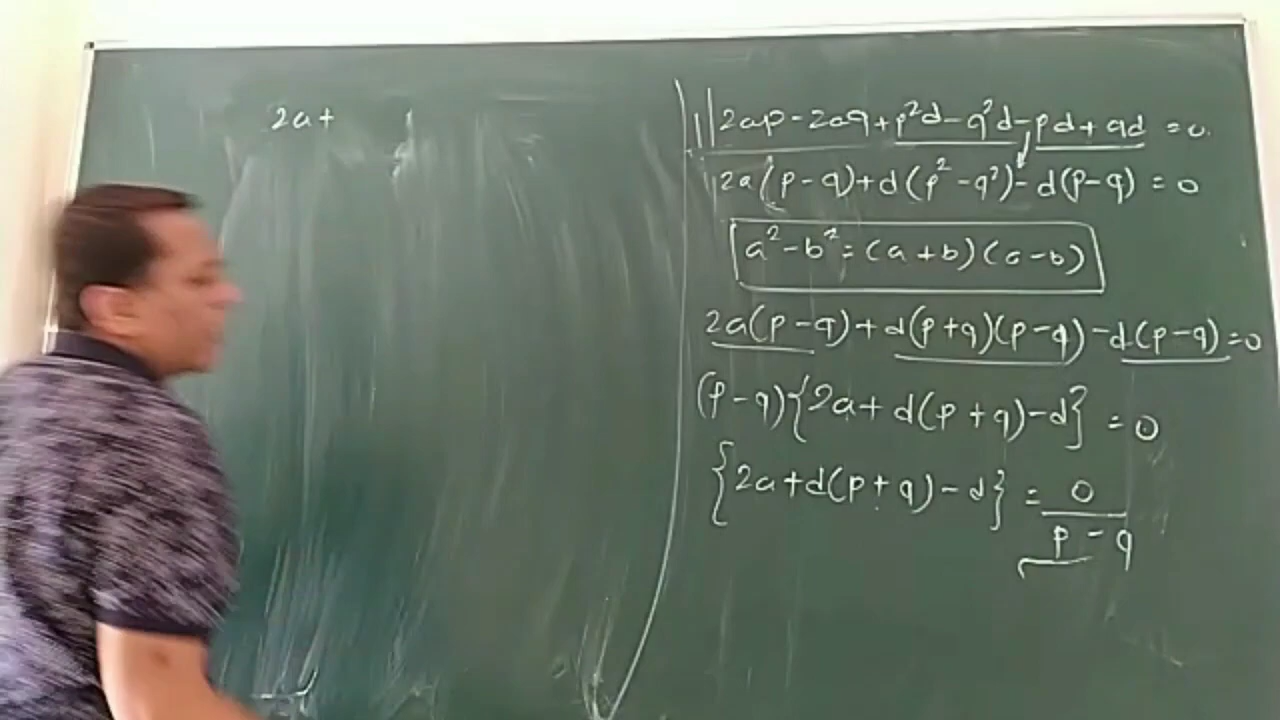 2a+
2ap-2aq+p²d-q²d-pd+qd =0.
2a(p-q)+d(p²-q²)-d(p-q) = 0
a²-b²=(a+b)(a-b)
2a(p-q)+d(p+q)(p-q)-d(p-q)=0
(p-q){2a+d(p+q)-d} =0
{2a+d(p+q)-d} = 0
p-q